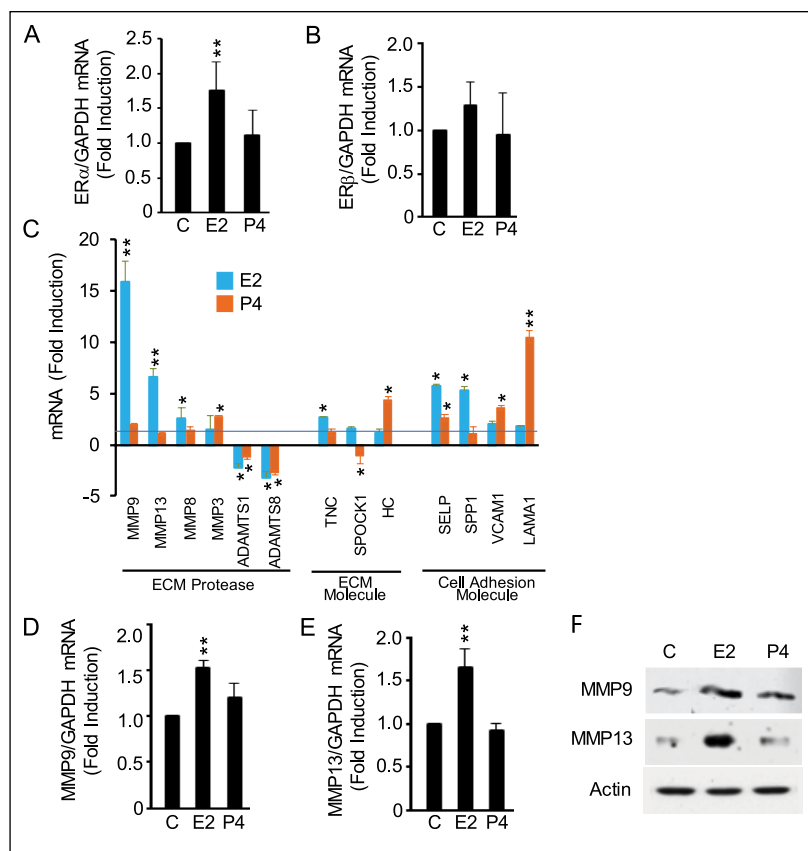 A
ERα/GAPDH mRNA
(Fold Induction)
2.5
2.0
1.5
1.0
0.5
0
**
C E2 P4
B
ERβ/GAPDH mRNA
(Fold Induction)
2.0
1.5
1.0
0.5
0
C E2 P4
C
mRNA (Fold Induction)
20
15
10
5
0
−5
E2
P4
** ** * * * * * * * * * * * * * **
MMP9
MMP13
MMP8
MMP3
ADAMTS1
ADAMTS8
TNC
SPOCK1
HC
SELP
SPP1
VCAM1
LAMA1
ECM Protease
ECM
Molecule
Cell Adhesion
Molecule
D
MMP9/GAPDH mRNA
(Fold Induction)
2.0
1.5
1.0
1.5
0
**
C E2 P4
E
MMP13/GAPDH mRNA
(Fold Induction)
2.0
1.5
1.0
0.5
0
**
C E2 P4
F
C E2 P4
MMP9
MMP13
Actin